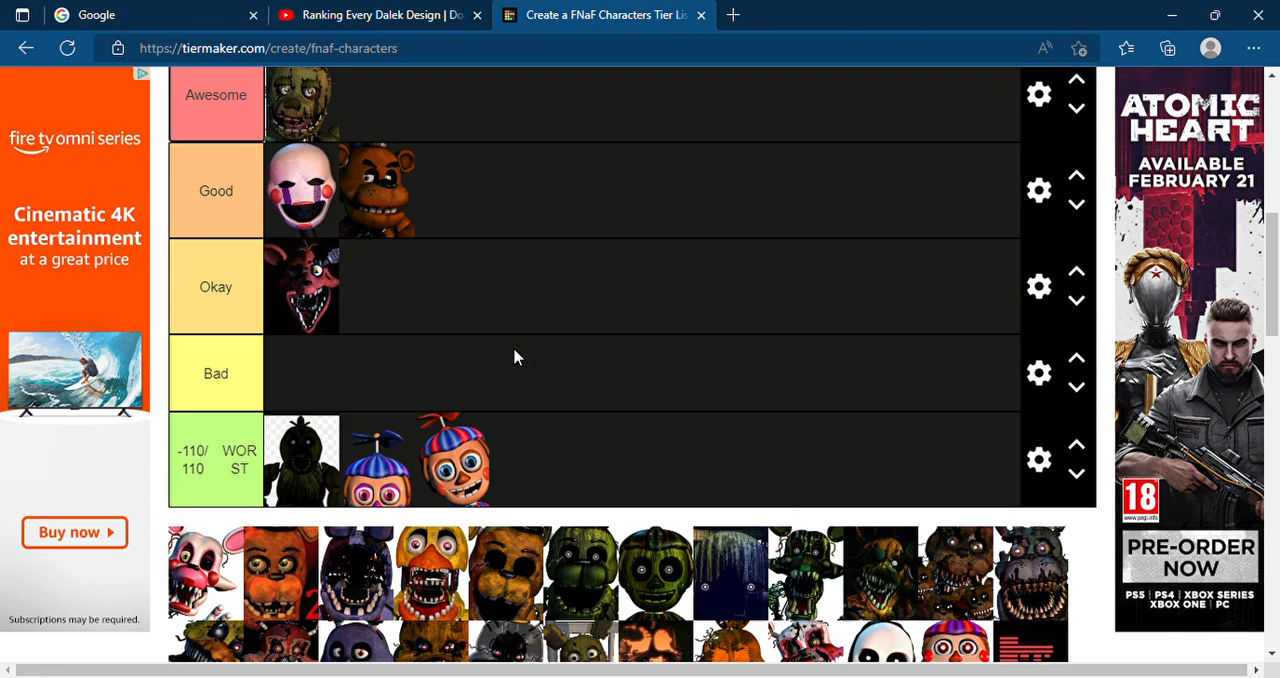 Google
Ranking Every Dalek Design | Do
Create a FNaF Characters Tier Lis
https://tiermaker.com/create/fnaf-characters
fire tv omni series
Cinematic 4K
entertainment
at a great price
Buy now
Subscriptions may be required.
Awesome
Good
Okay
Bad
-110/
110
WOR
ST
2
ATOMIC
HEART
AVAILABLE
FEBRUARY 21
18
www.pegi.info
PRE-ORDER
NOW
PS5 | PS4 | XBOX SERIES
XBOX ONE | PC